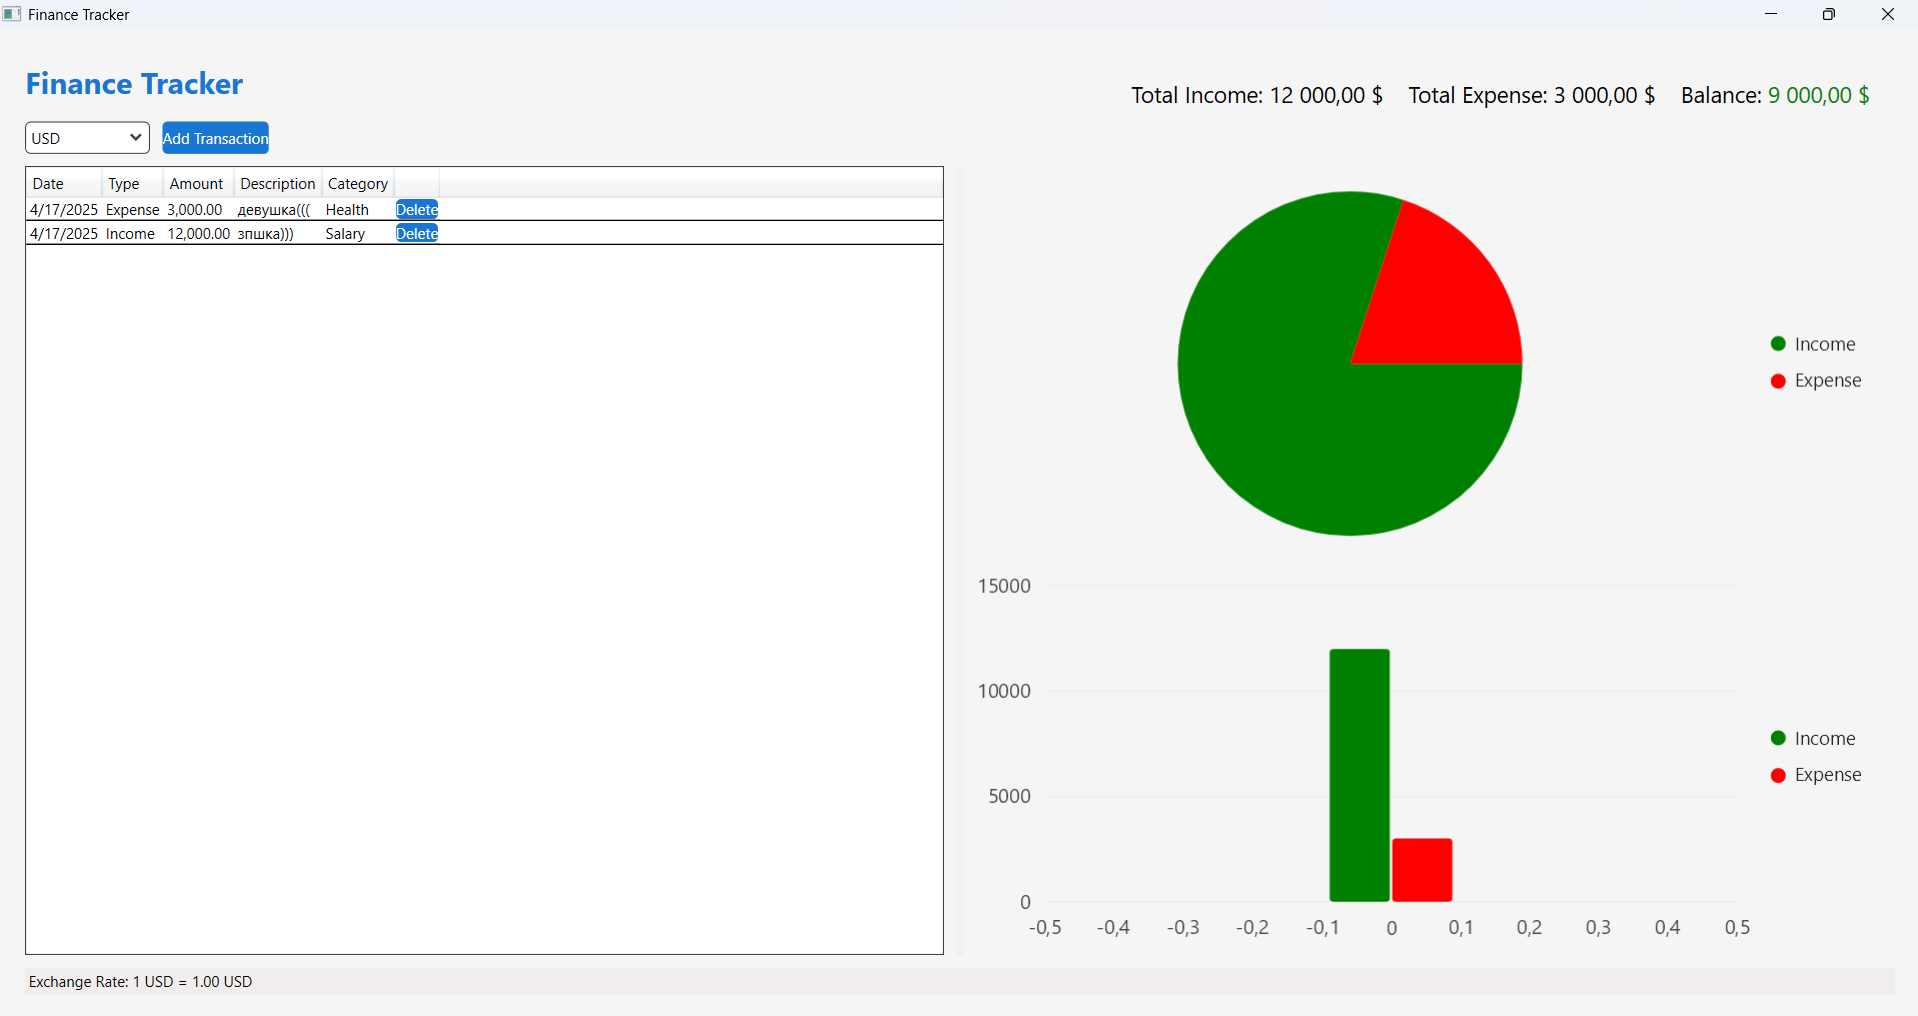 Finance Tracker
Finance Tracker
Total Income: 12 000,00 $ Total Expense: 3 000,00 $ Balance: 9 000,00 $
USD Add Transaction
Date Type Amount Description Category
4/17/2025 Expense 3,000.00 девушка((( Health Delete
4/17/2025 Income 12,000.00 зпшка))) Salary Delete
Income
Expense
15000
10000
5000
0
-0,5 -0,4 -0,3 -0,2 -0,1 0 0,1 0,2 0,3 0,4 0,5
Income
Expense
Exchange Rate: 1 USD = 1.00 USD